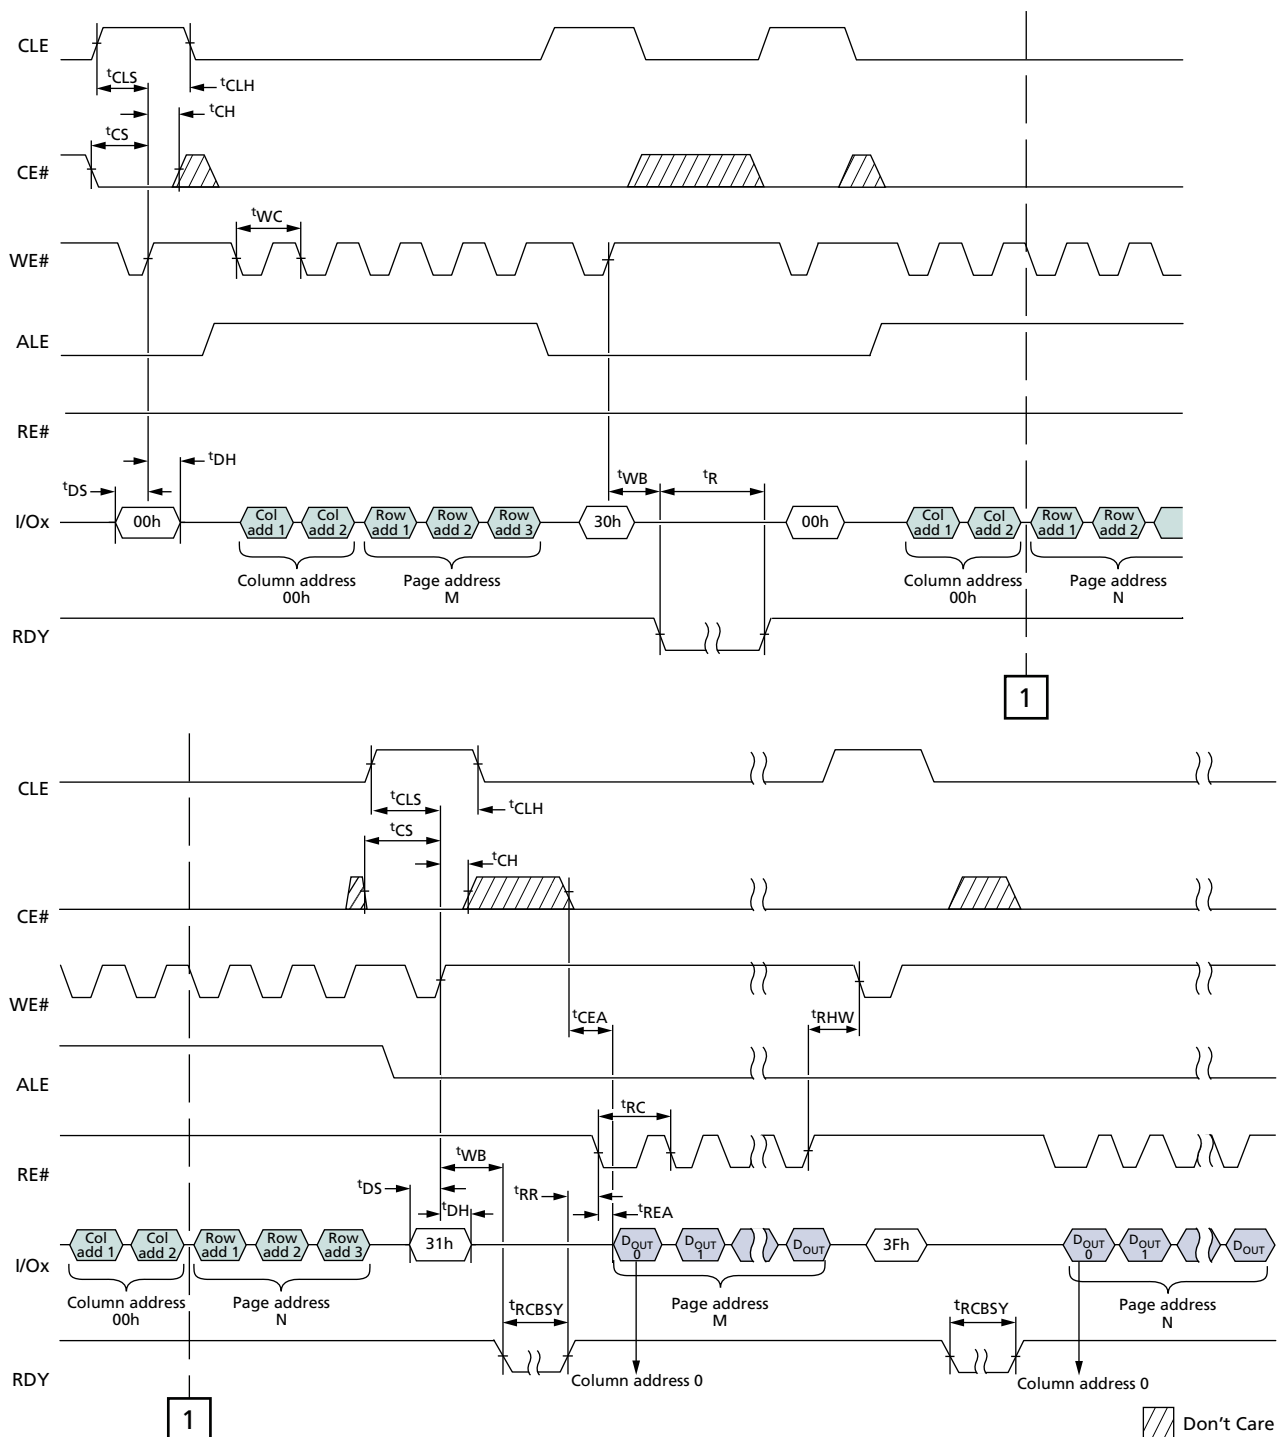 CLE
tCLS
tCLH
tCH
tCS
CE#
tWC
WE#
ALE
RE#
tDH
tDS
tWB
tR
I/Ox
00h
Col add 1
Col add 2
Row add 1
Row add 2
Row add 3
30h
00h
Col add 1
Col add 2
Row add 1
Row add 2
Column address
00h
Page address
M
Column address
00h
Page address
N
RDY
1
CLE
tCLS
tCLH
tCS
tCH
CE#
WE#
tCEA
tRHW
ALE
tRC
RE#
tWB
tDS
tRR
tDH
tREA
I/Ox
Col add 1
Col add 2
Row add 1
Row add 2
Row add 3
31h
DOUT 0
DOUT 1
DOUT
3Fh
DOUT 0
DOUT 1
DOUT
Column address
00h
Page address
N
Page address
M
Page address
N
tRCBSY
tRCBSY
RDY
Column address 0
Column address 0
1
Don't Care